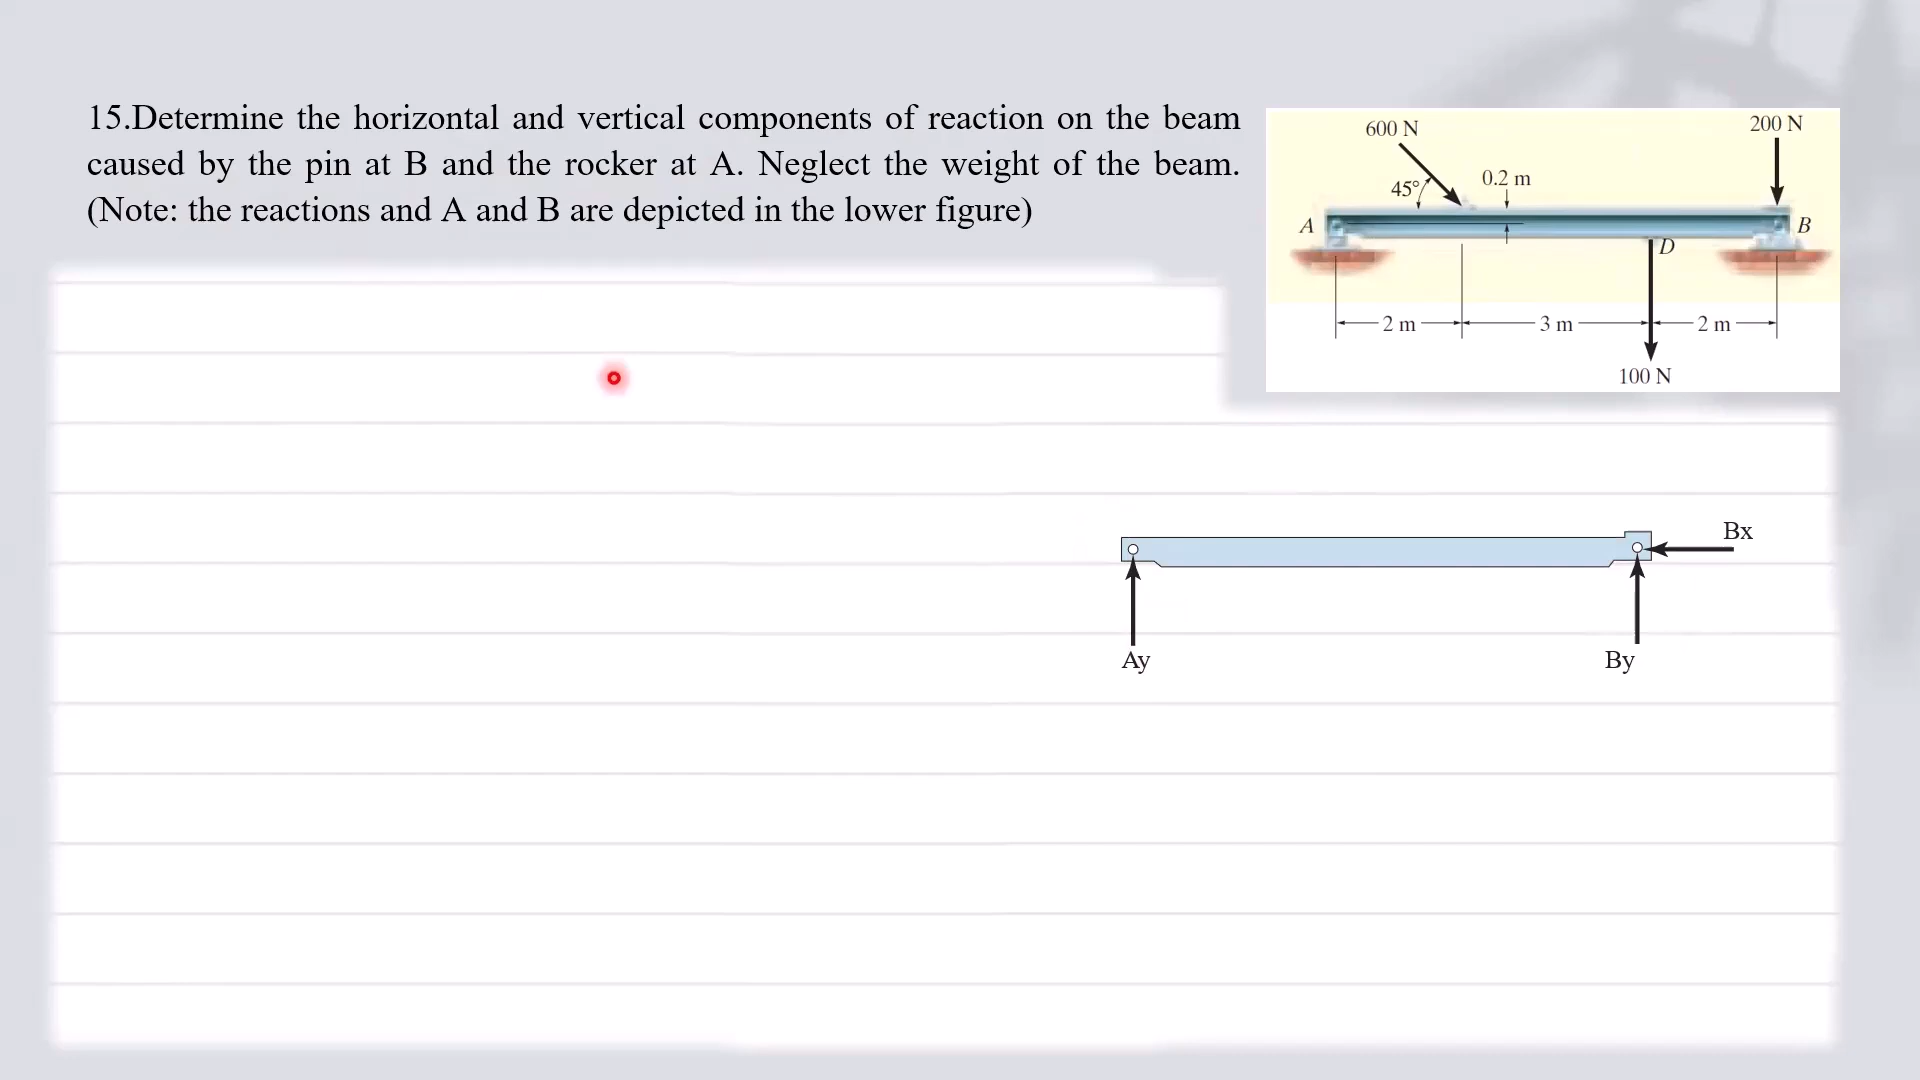 15.Determine the horizontal and vertical components of reaction on the beam
caused by the pin at B and the rocker at A. Neglect the weight of the beam.
(Note: the reactions and A and B are depicted in the lower figure)
600 N
200 N
45°
0.2 m
A
B
D
2 m
3 m
2 m
100 N
Bx
Ay
By